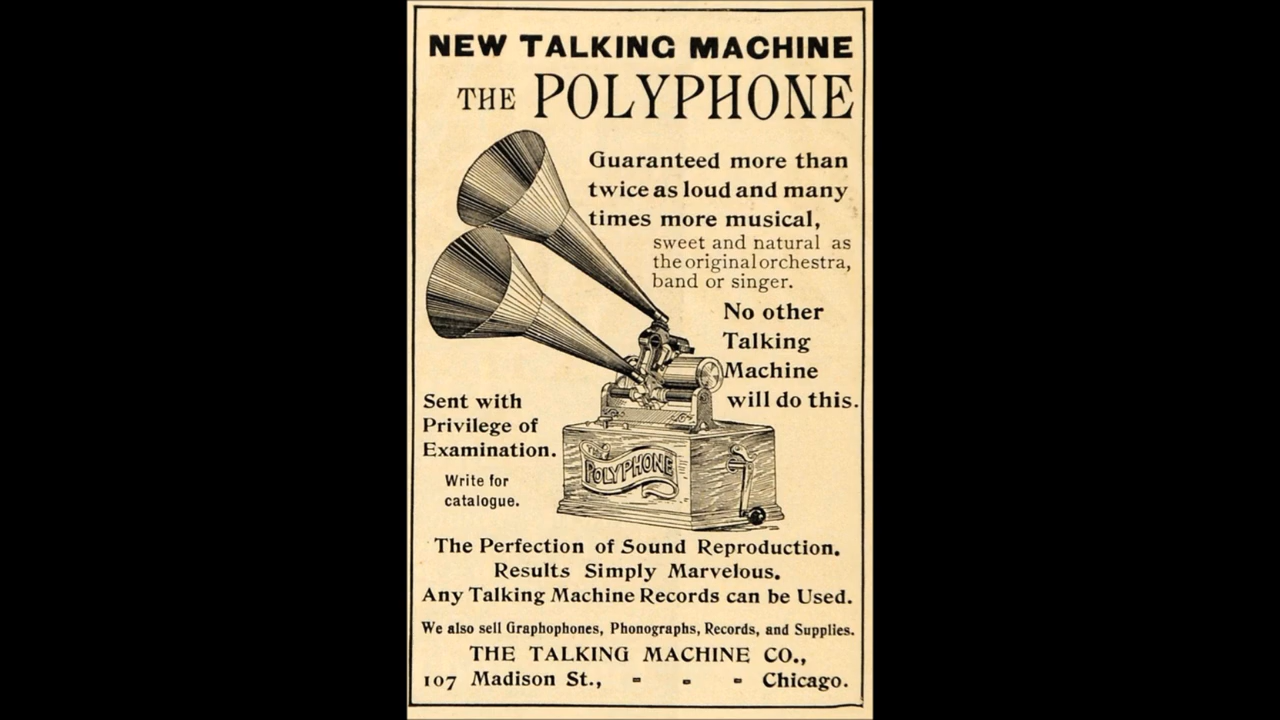 NEW TALKING MACHINE
THE POLYPHONE
Guaranteed more than
twice as loud and many
times more musical,
sweet and natural as
the original orchestra,
band or singer.
No other
Talking
Machine
will do this.
Sent with
Privilege of
Examination.
Write for
catalogue.
THE
POLYPHONE
The Perfection of Sound Reproduction.
Results Simply Marvelous.
Any Talking Machine Records can be Used.
We also sell Graphophones, Phonographs, Records, and Supplies.
THE TALKING MACHINE CO.,
107 Madison St., - - - Chicago.